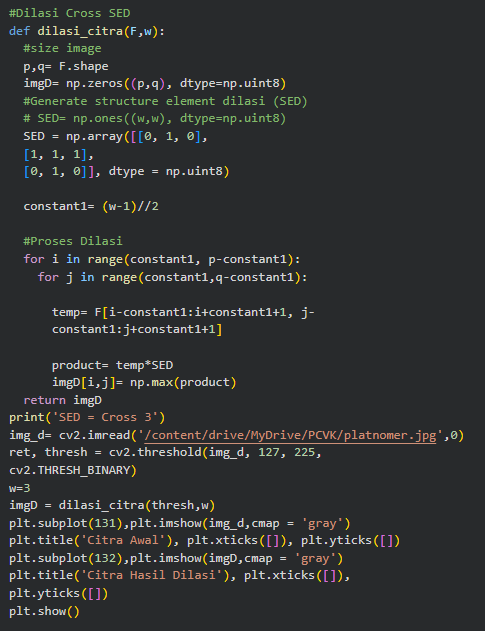 #Dilasi Cross SED
def dilasi_citra(F,w):
#size image
p,q= F.shape
imgD= np.zeros((p,q), dtype=np.uint8)
#Generate structure element dilasi (SED)
# SED= np.ones((w,w), dtype=np.uint8)
SED = np.array([[0, 1, 0],
[1, 1, 1],
[0, 1, 0]], dtype = np.uint8)
constant1= (w-1)//2
#Proses Dilasi
for i in range(constant1, p-constant1):
for j in range(constant1,q-constant1):
temp= F[i-constant1:i+constant1+1, j-
constant1:j+constant1+1]
product= temp*SED
imgD[i,j]= np.max(product)
return imgD
print('SED = Cross 3')
img_d= cv2.imread('/content/drive/MyDrive/PCVK/platnomer.jpg',0)
ret, thresh = cv2.threshold(img_d, 127, 225,
cv2.THRESH_BINARY)
w=3
imgD = dilasi_citra(thresh,w)
plt.subplot(131),plt.imshow(img_d,cmap = 'gray')
plt.title('Citra Awal'), plt.xticks([]), plt.yticks([])
plt.subplot(132),plt.imshow(imgD,cmap = 'gray')
plt.title('Citra Hasil Dilasi'), plt.xticks([]),
plt.yticks([])
plt.show()